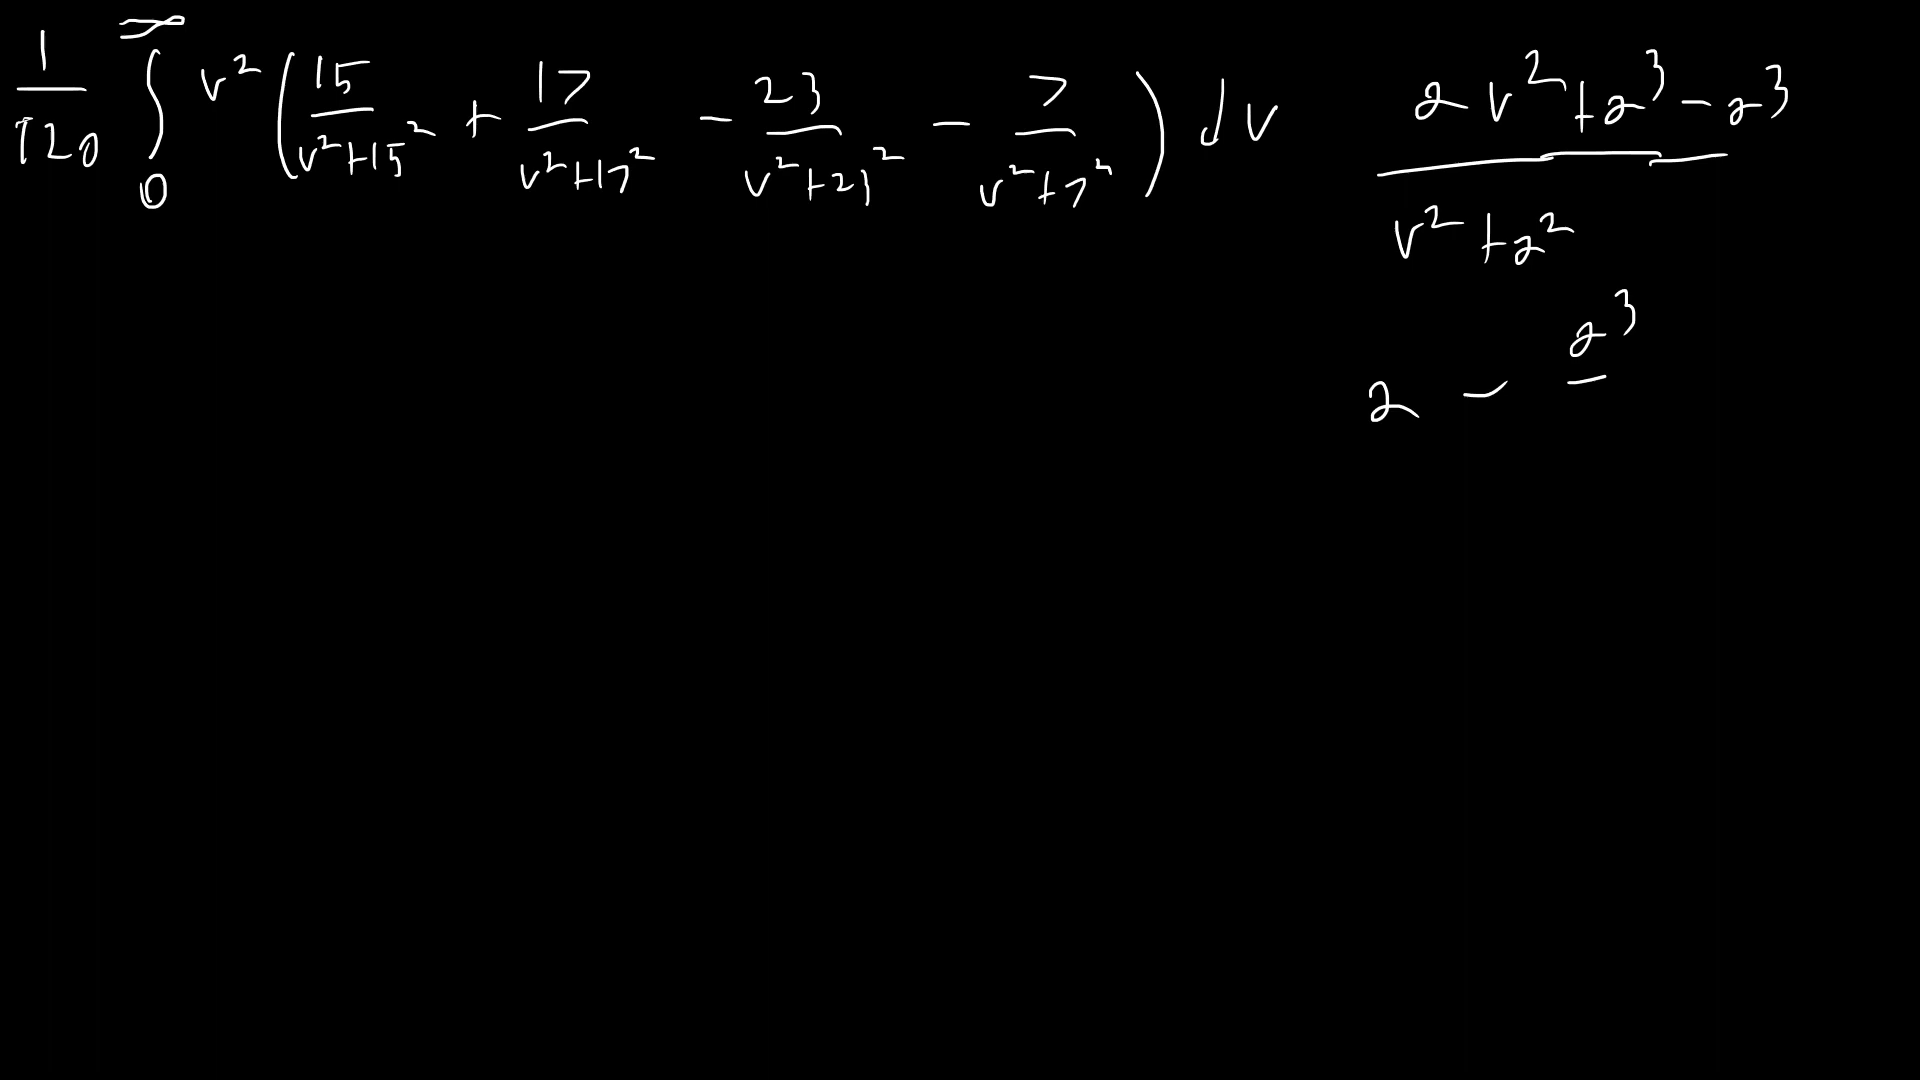 1/120 ∫₀^∞ v² (15/(v²+15²) + 17/(v²+17²) - 23/(v²+23²) - 7/(v²+7²)) dv
(av²+a³-a³)/(v²+a²)
a - a³/